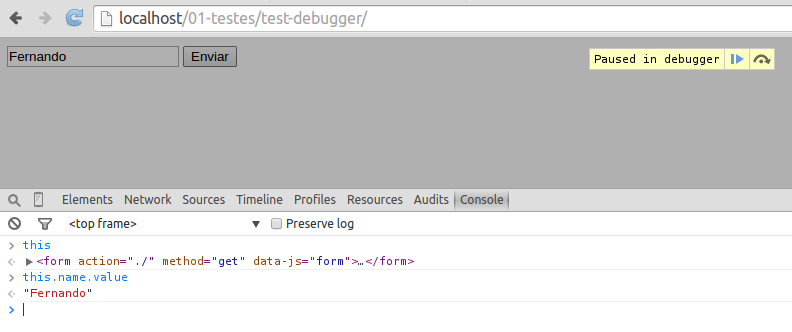 localhost/01-testes/test-debugger/
Fernando Enviar Paused in debugger
Elements Network Sources Timeline Profiles Resources Audits Console
<top frame> Preserve log
this
<form action="./" method="get" data-js="form">…</form>
this.name.value
"Fernando"